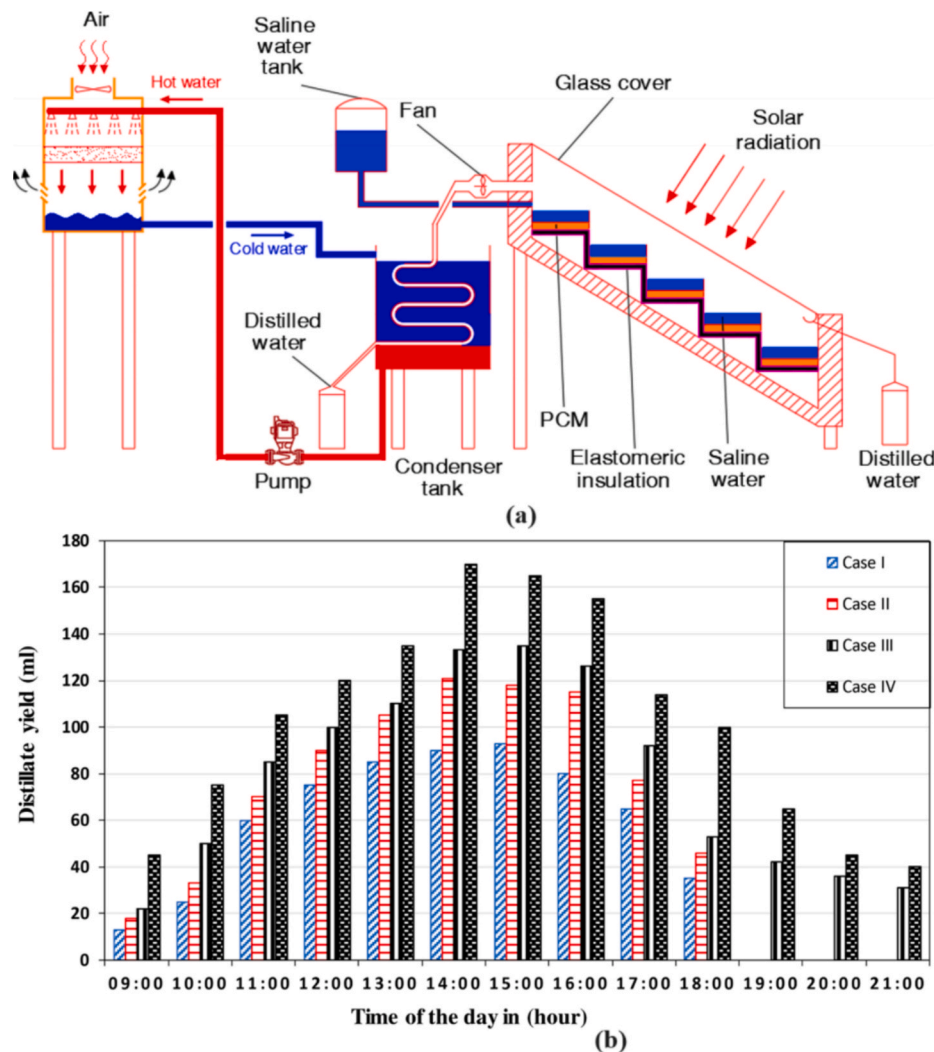 Air
Hot water
Saline
water
tank
Fan
Glass cover
Solar
radiation
Cold water
Distilled
water
PCM
Elastomeric
insulation
Saline
water
Distilled
water
Pump
Condenser
tank
(a)
180
160
140
120
100
80
60
40
20
0
Distillate yield (ml)
Case I
Case II
Case III
Case IV
09:00 10:00 11:00 12:00 13:00 14:00 15:00 16:00 17:00 18:00 19:00 20:00 21:00
Time of the day in (hour)
(b)